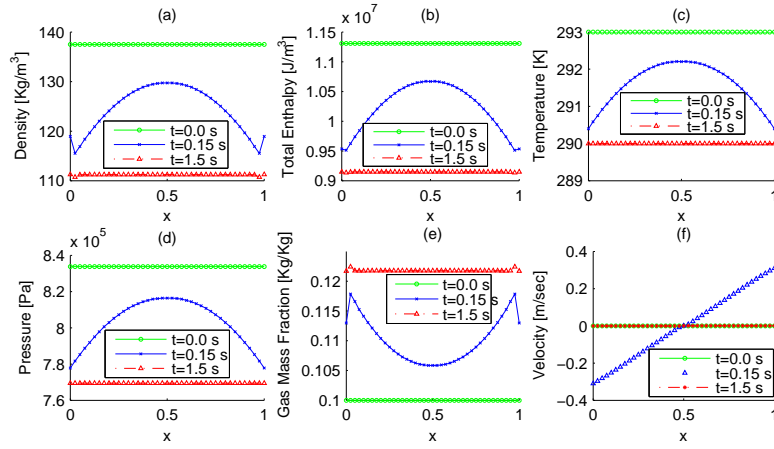 (a)
Density [Kg/m³]
140
130
120
110
0
0.5
1
x
t=0.0 s
t=0.15 s
t=1.5 s
(b)
x 10⁷
Total Enthalpy [J/m³]
1.15
1.1
1.05
1
0.95
0.9
0
0.5
1
x
t=0.0 s
t=0.15 s
t=1.5 s
(c)
Temperature [K]
293
292
291
290
289
0
0.5
1
x
t=0.0 s
t=0.15 s
t=1.5 s
(d)
x 10⁵
Pressure [Pa]
8.4
8.2
8
7.8
7.6
0
0.5
1
x
t=0.0 s
t=0.15 s
t=1.5 s
(e)
Gas Mass Fraction [Kg/Kg]
0.12
0.115
0.11
0.105
0.1
0
0.5
1
x
t=0.0 s
t=0.15 s
t=1.5 s
(f)
Velocity [m/sec]
0.4
0.2
0
−0.2
−0.4
0
0.5
1
x
t=0.0 s
t=0.15 s
t=1.5 s